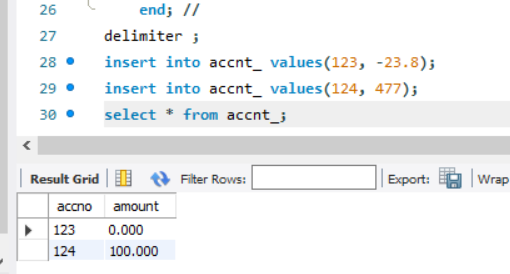 26 end; //
27 delimiter ;
28 insert into accnt_ values(123, -23.8);
29 insert into accnt_ values(124, 477);
30 select * from accnt_;
Result Grid Filter Rows: Export: Wrap
accno amount
123 0.000
124 100.000